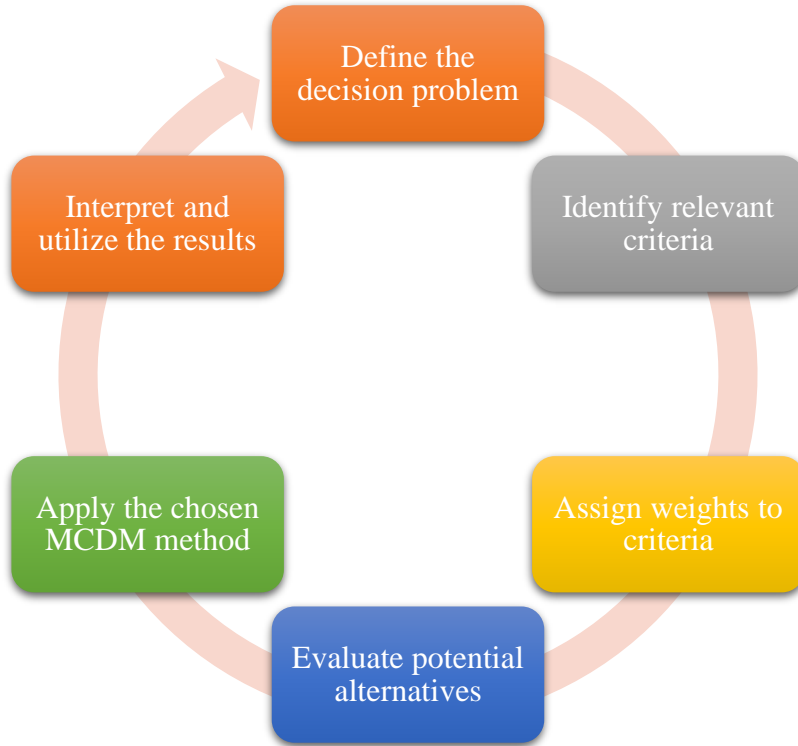 Define the
decision problem
Identify relevant
criteria
Assign weights to
criteria
Evaluate potential
alternatives
Apply the chosen
MCDM method
Interpret and
utilize the results